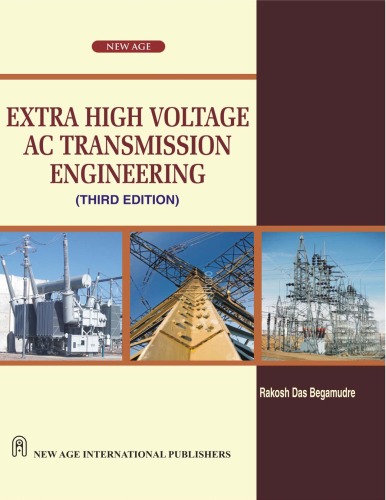 NEW AGE
EXTRA HIGH VOLTAGE
AC TRANSMISSION
ENGINEERING
(THIRD EDITION)
Rakosh Das Begamudre
NEW AGE INTERNATIONAL PUBLISHERS